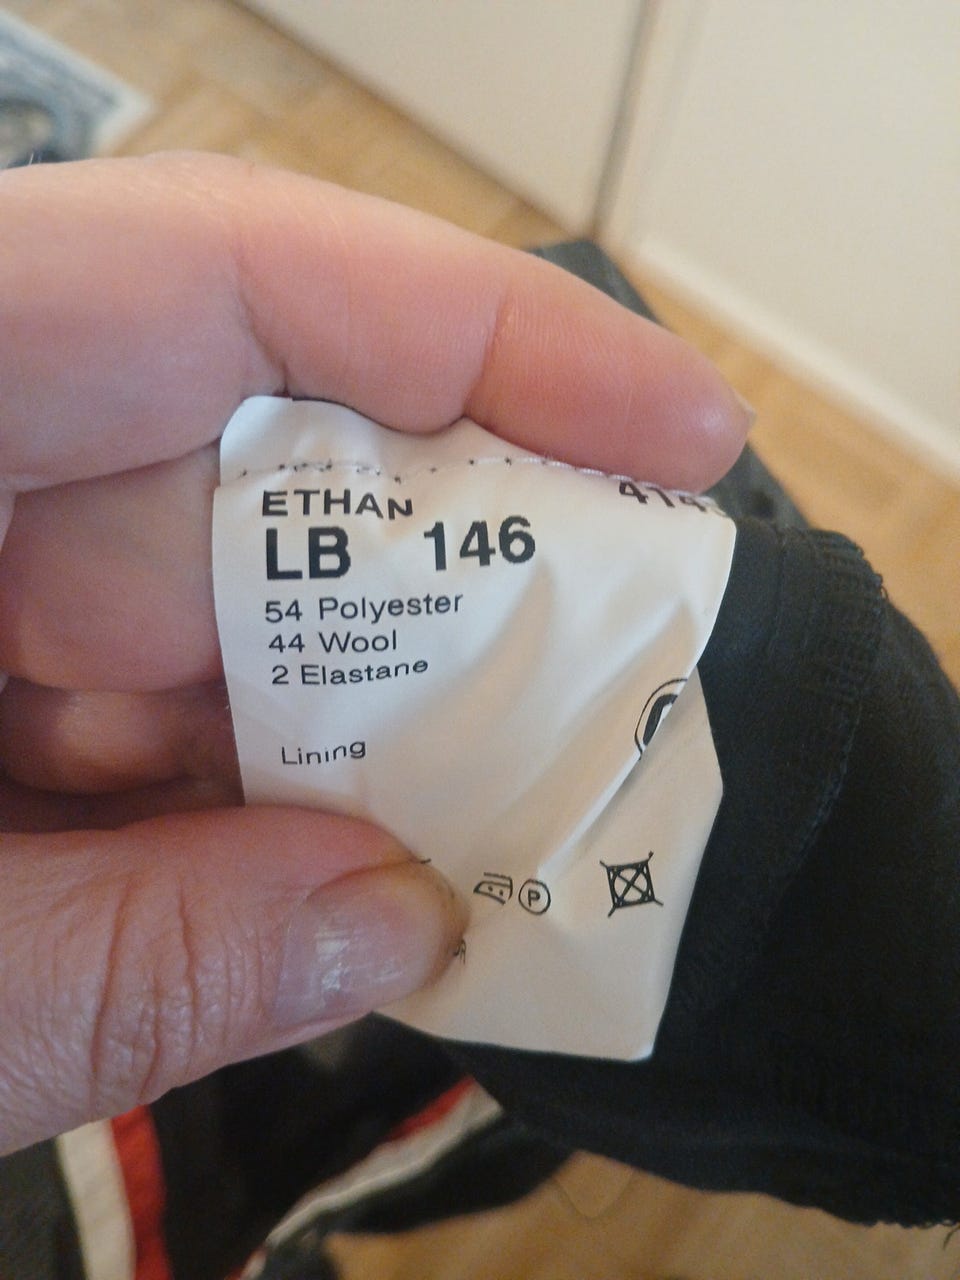 ETHAN
LB 146
54 Polyester
44 Wool
2 Elastane
Lining
P